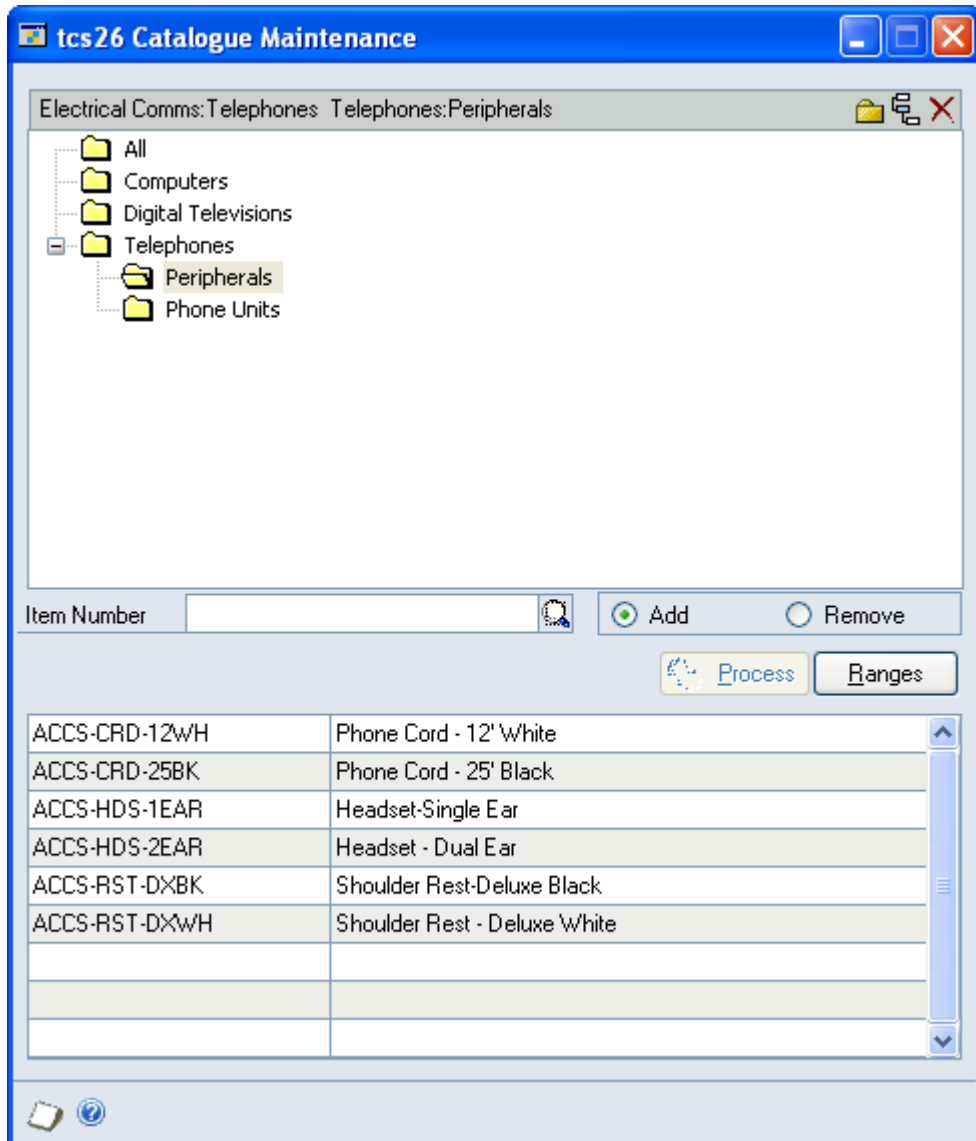 tcs26 Catalogue Maintenance
Electrical Comms:Telephones Telephones:Peripherals
All
Computers
Digital Televisions
Telephones
Peripherals
Phone Units
Item Number Add Remove
Process Ranges
ACCS-CRD-12WH Phone Cord - 12' White
ACCS-CRD-25BK Phone Cord - 25' Black
ACCS-HDS-1EAR Headset-Single Ear
ACCS-HDS-2EAR Headset - Dual Ear
ACCS-RST-DXBK Shoulder Rest-Deluxe Black
ACCS-RST-DXWH Shoulder Rest - Deluxe White